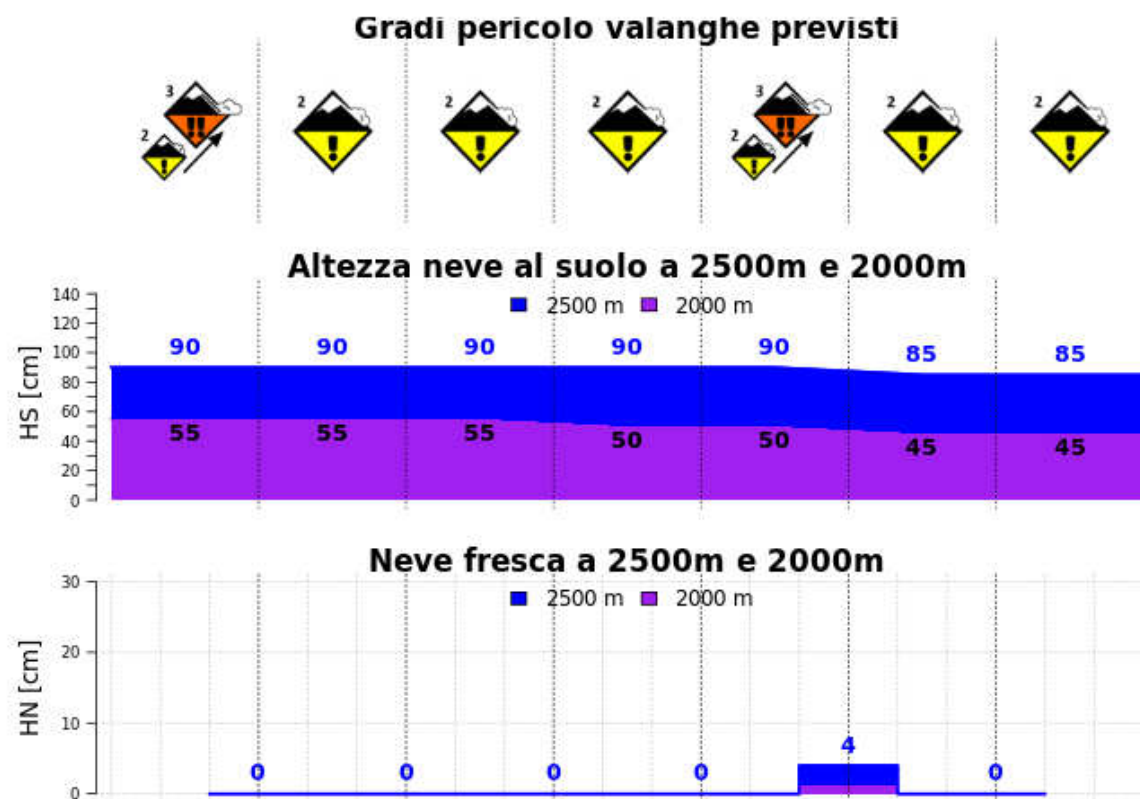 Gradi pericolo valanghe previsti
3 2 2 2 3 2 2
2 2
Altezza neve al suolo a 2500m e 2000m
2500 m 2000 m
HS [cm]
140
120
100
80
60
40
20
0
90 90 90 90 90 85 85
55 55 55 50 50 45 45
Neve fresca a 2500m e 2000m
2500 m 2000 m
HN [cm]
30
20
10
0
0 0 0 0 4 0